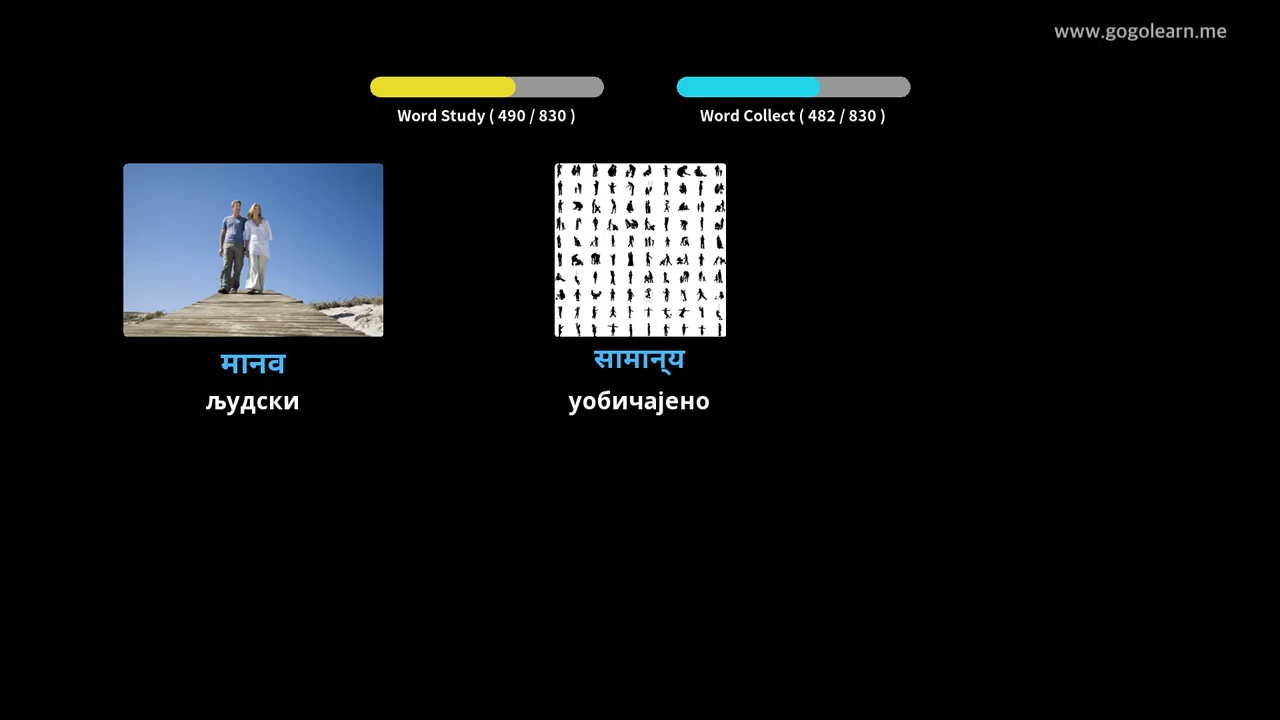 www.gogolearn.me
Word Study ( 490 / 830 )
Word Collect ( 482 / 830 )
मानव
људски
सामान्‌य
уобичајено